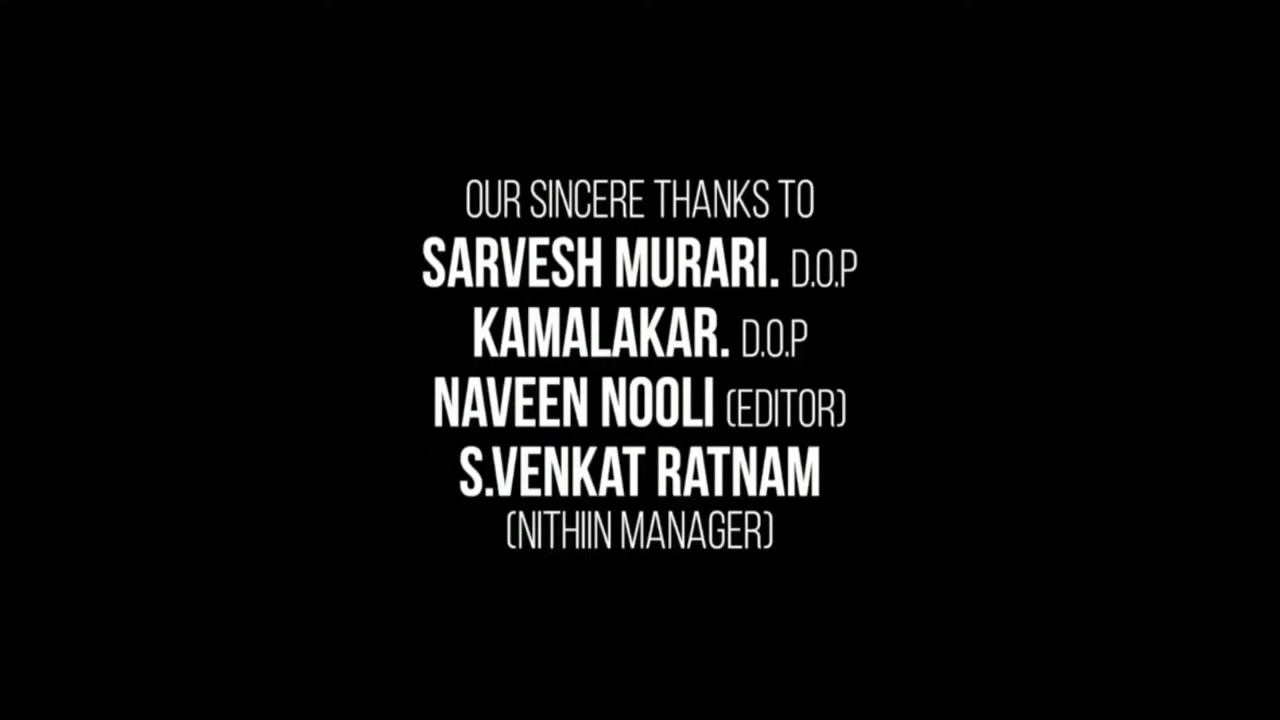 OUR SINCERE THANKS TO
SARVESH MURARI. D.O.P
KAMALAKAR. D.O.P
NAVEEN NOOLI (EDITOR)
S.VENKAT RATNAM
(NITHIIN MANAGER)